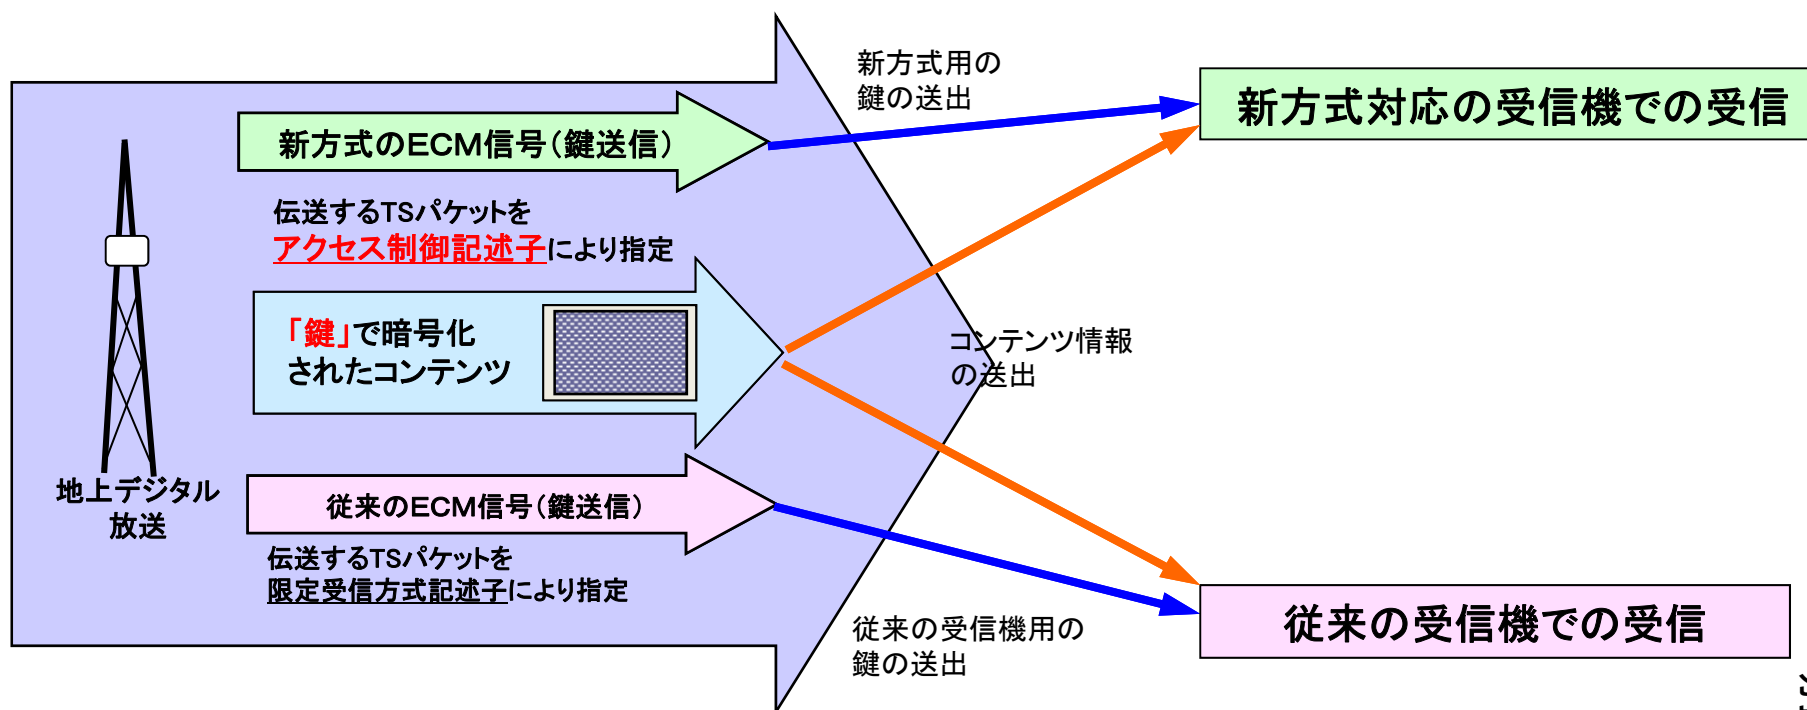 新方式用の
鍵の送出
新方式対応の受信機での受信
新方式のECM信号(鍵送信)
伝送するTSパケットを
アクセス制御記述子により指定
「鍵」で暗号化
されたコンテンツ
コンテンツ情報
の送出
地上デジタル
放送
従来のECM信号(鍵送信)
伝送するTSパケットを
限定受信方式記述子により指定
従来の受信機用の
鍵の送出
従来の受信機での受信